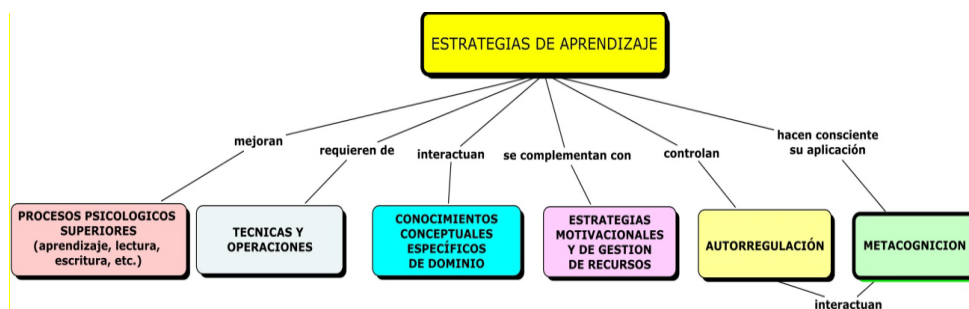 ESTRATEGIAS DE APRENDIZAJE
mejoran
requieren de
interactuan
se complementan con
controlan
hacen consciente
su aplicación
PROCESOS PSICOLOGICOS
SUPERIORES
(aprendizaje, lectura,
escritura, etc.)
TECNICAS Y
OPERACIONES
CONOCIMIENTOS
CONCEPTUALES
ESPECÍFICOS
DE DOMINIO
ESTRATEGIAS
MOTIVACIONALES
Y DE GESTION
DE RECURSOS
AUTORREGULACIÓN
METACOGNICION
interactuan